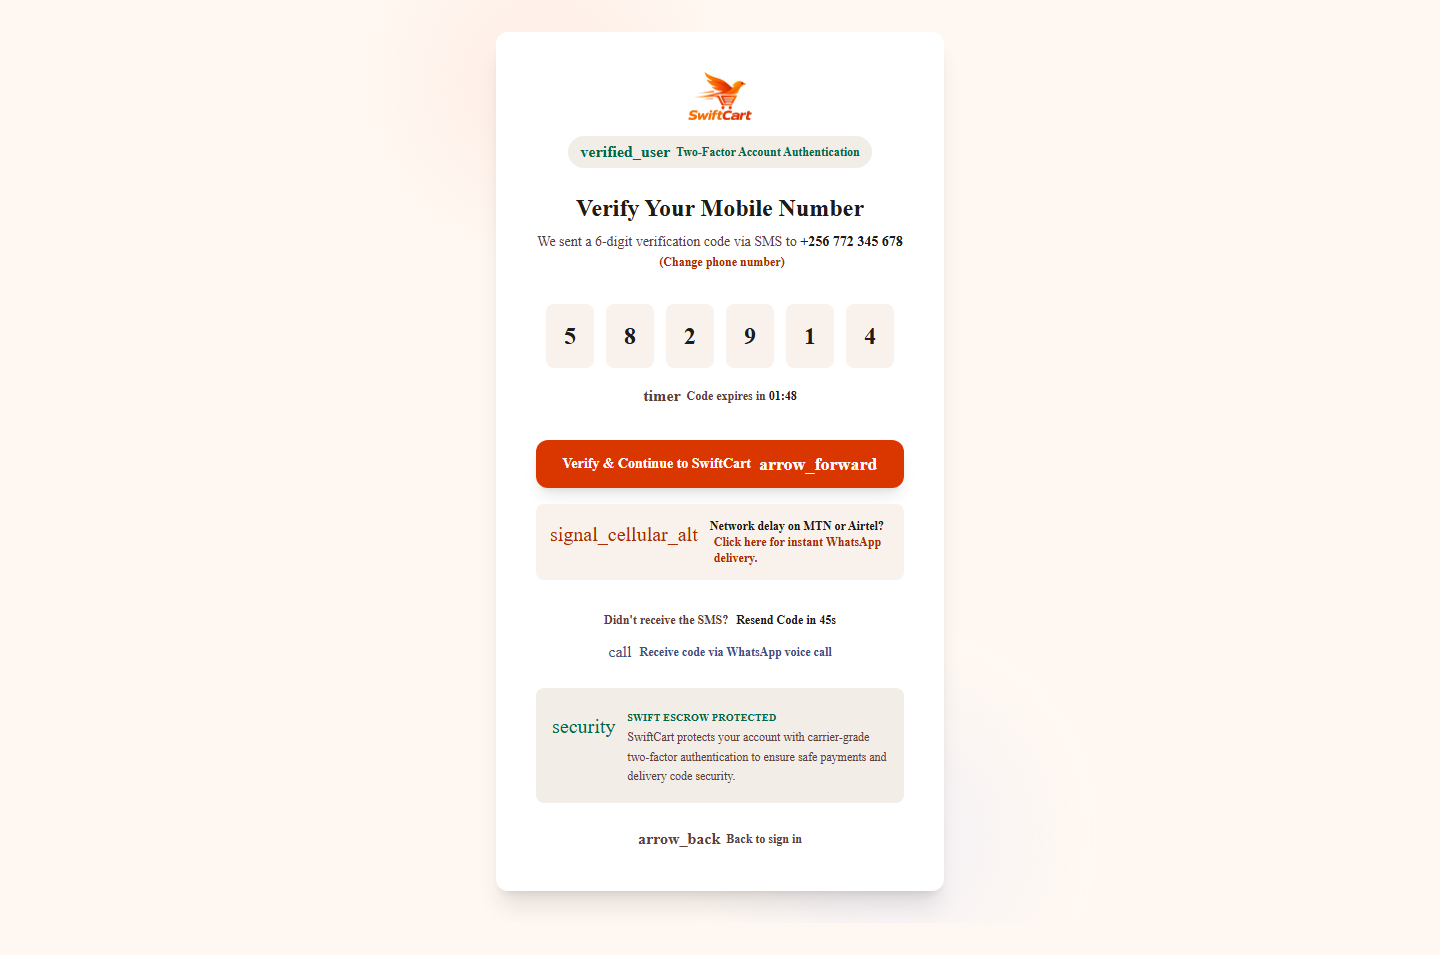 SwiftCart
verified_user Two-Factor Account Authentication
Verify Your Mobile Number
We sent a 6-digit verification code via SMS to +256 772 345 678
(Change phone number)
5 8 2 9 1 4
timer Code expires in 01:48
Verify & Continue to SwiftCart arrow_forward
signal_cellular_alt Network delay on MTN or Airtel?
Click here for instant WhatsApp
delivery.
Didn't receive the SMS? Resend Code in 45s
call Receive code via WhatsApp voice call
security SWIFT ESCROW PROTECTED
SwiftCart protects your account with carrier-grade
two-factor authentication to ensure safe payments and
delivery code security.
arrow_back Back to sign in